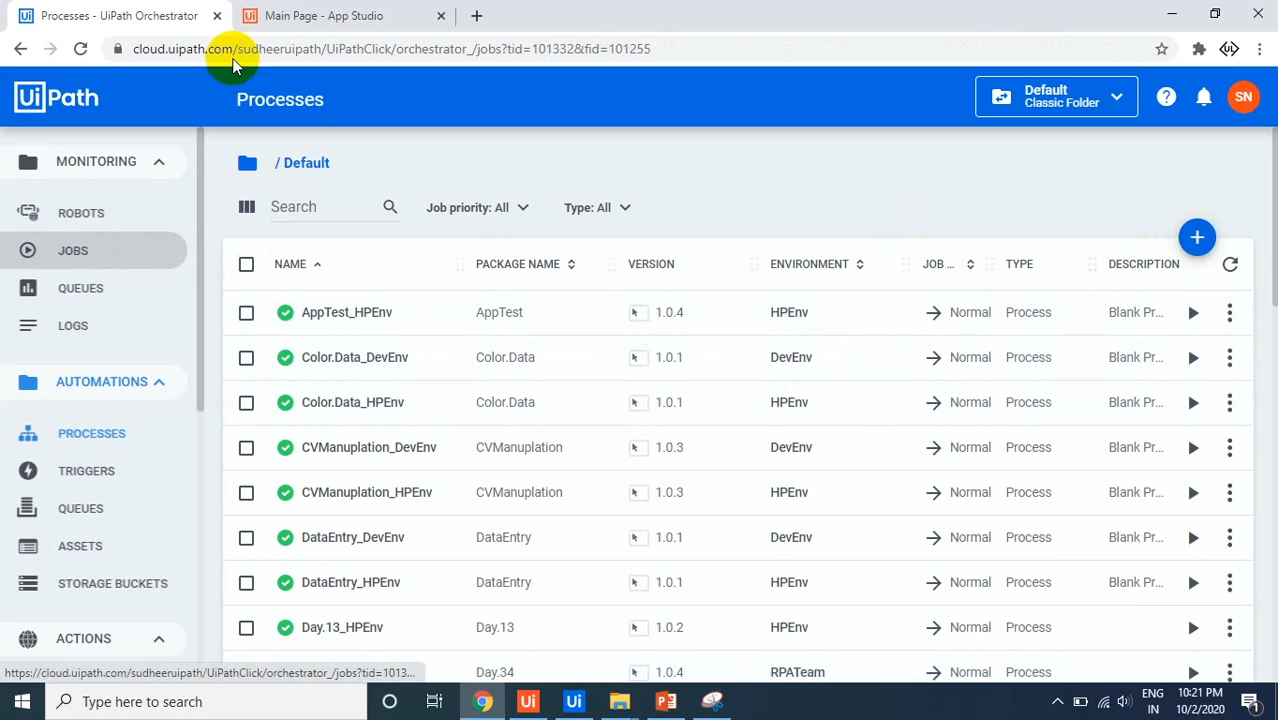 Ui Processes - UiPath Orchestrator
Ui Main Page - App Studio
cloud.uipath.com/sudheeruipath/UiPathClick/orchestrator_/jobs?tid=101332&fid=101255
UiPath
Processes
Default
Classic Folder
SN
MONITORING
ROBOTS
JOBS
QUEUES
LOGS
AUTOMATIONS
PROCESSES
TRIGGERS
QUEUES
ASSETS
STORAGE BUCKETS
ACTIONS
/ Default
Search Job priority: All Type: All
NAME PACKAGE NAME VERSION ENVIRONMENT JOB ... TYPE DESCRIPTION
AppTest_HPEnv AppTest 1.0.4 HPEnv Normal Process Blank Pr...
Color.Data_DevEnv Color.Data 1.0.1 DevEnv Normal Process Blank Pr...
Color.Data_HPEnv Color.Data 1.0.1 HPEnv Normal Process Blank Pr...
CVManuplation_DevEnv CVManuplation 1.0.3 DevEnv Normal Process Blank Pr...
CVManuplation_HPEnv CVManuplation 1.0.3 HPEnv Normal Process Blank Pr...
DataEntry_DevEnv DataEntry 1.0.1 DevEnv Normal Process Blank Pr...
DataEntry_HPEnv DataEntry 1.0.1 HPEnv Normal Process Blank Pr...
Day.13_HPEnv Day.13 1.0.2 HPEnv Normal Process
Day.34 1.0.4 RPATeam Normal Process Blank Pr...
https://cloud.uipath.com/sudheeruipath/UiPathClick/orchestrator_/jobs?tid=1013...
Type here to search
Ui
Ui
ENG
IN
10:21 PM
10/2/2020
1